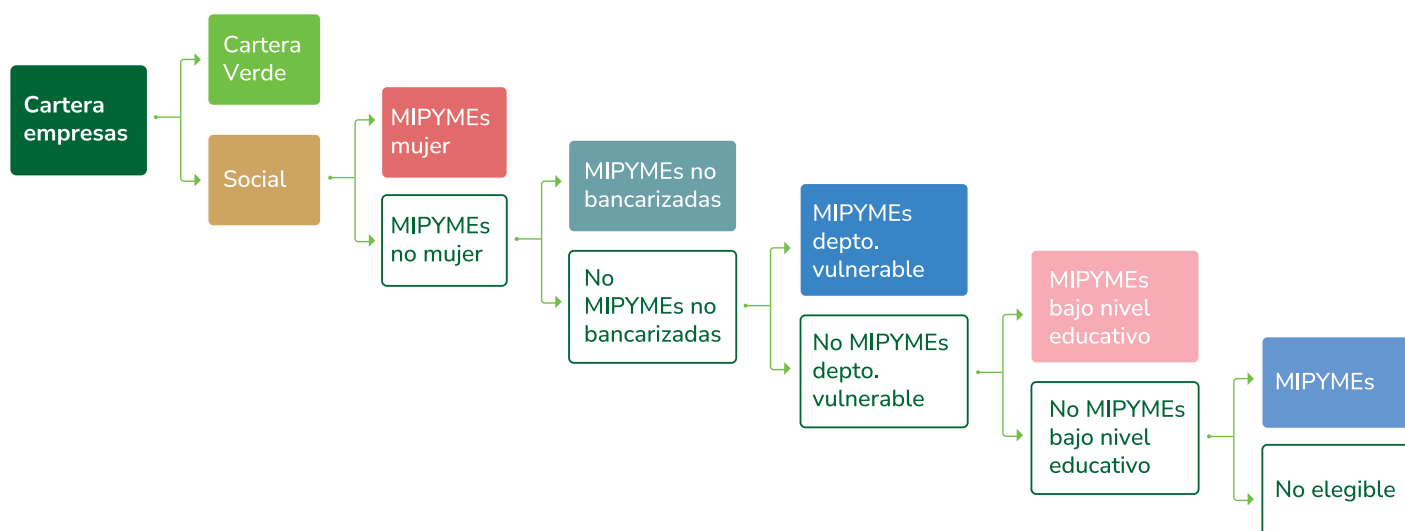 Cartera
empresas
Cartera
Verde
Social
MIPYMEs
mujer
MIPYMEs
no mujer
MIPYMEs no
bancarizadas
No
MIPYMEs no
bancarizadas
MIPYMEs
depto.
vulnerable
No MIPYMEs
depto.
vulnerable
MIPYMEs
bajo nivel
educativo
No MIPYMEs
bajo nivel
educativo
MIPYMEs
No elegible